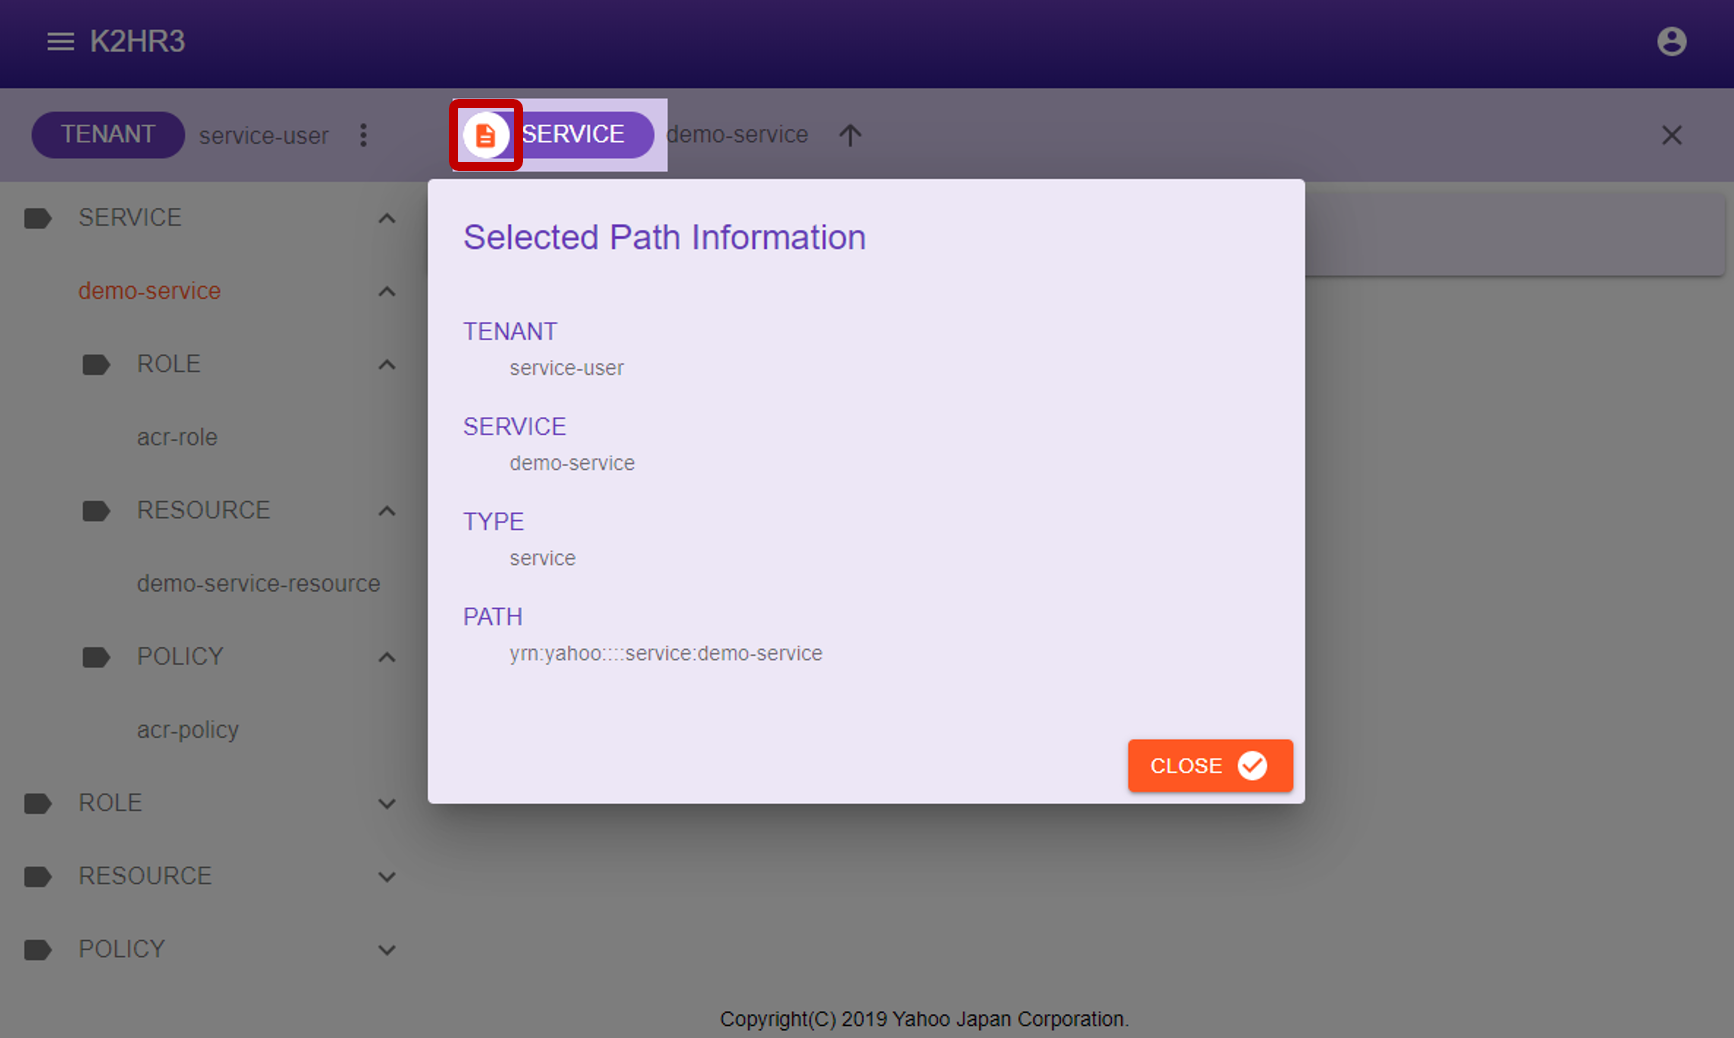 K2HR3
TENANT service-user SERVICE demo-service
SERVICE
demo-service
ROLE
acr-role
RESOURCE
demo-service-resource
POLICY
acr-policy
ROLE
RESOURCE
POLICY
Selected Path Information
TENANT
service-user
SERVICE
demo-service
TYPE
service
PATH
yrn:yahoo::::service:demo-service
CLOSE
Copyright(C) 2019 Yahoo Japan Corporation.